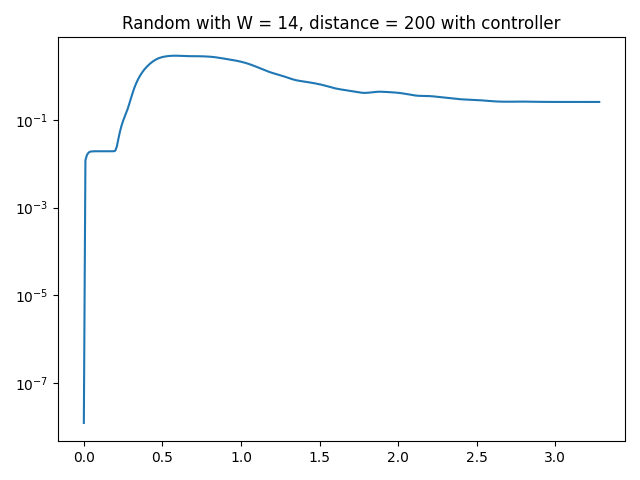 Random with W = 14, distance = 200 with controller
10⁻¹
10⁻³
10⁻⁵
10⁻⁷
0.0 0.5 1.0 1.5 2.0 2.5 3.0